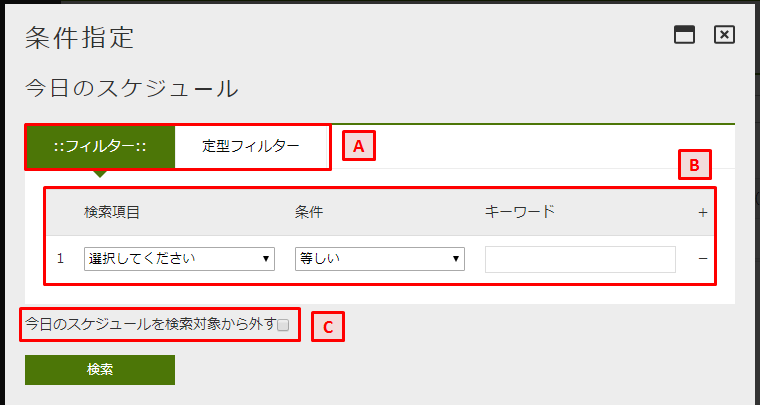 条件指定
今日のスケジュール
::フィルター:: 定型フィルター A
B
検索項目 条件 キーワード +
1 選択してください 等しい −
今日のスケジュールを検索対象から外す C
検索